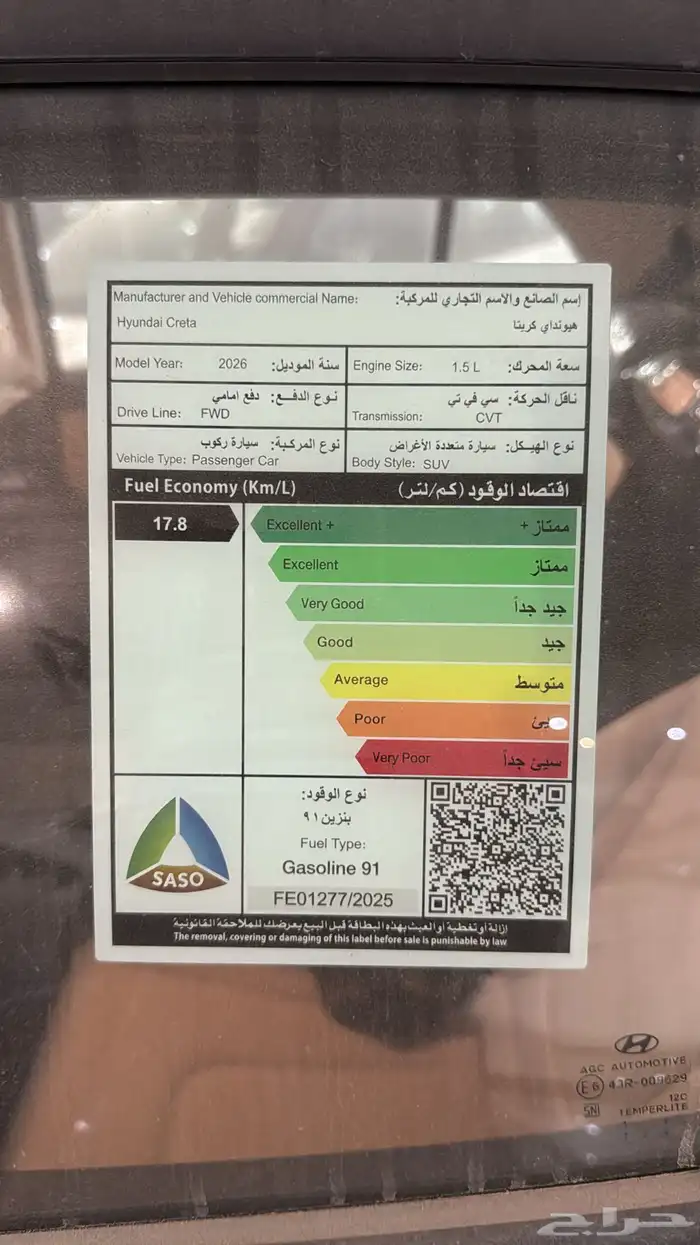 Manufacturer and Vehicle commercial Name: إسم الصانع والاسم التجاري للمركبة:
Hyundai Creta هيونداي كريتا
Model Year: 2026 سنة الموديل:
Engine Size: 1.5 L سعة المحرك:
نوع الدفع: دفع امامي
Drive Line: FWD
ناقل الحركة: سي في تي
Transmission: CVT
نوع المركبة: سيارة ركوب
Vehicle Type: Passenger Car
نوع الهيكل: سيارة متعددة الأغراض
Body Style: SUV
Fuel Economy (Km/L) اقتصاد الوقود (كم/لتر)
17.8
Excellent + ممتاز +
Excellent ممتاز
Very Good جيد جداً
Good جيد
Average متوسط
Poor
Very Poor سيئ جداً
SASO
نوع الوقود:
بنزين ٩١
Fuel Type:
Gasoline 91
FE01277/2025
إزالة أو تغطية أو العبث بهذه البطاقة قبل البيع يعرضك للملاحقة القانونية
The removal, covering or damaging of this label before sale is punishable by law
AGC AUTOMOTIVE
E6 43R-009629
12C
TEMPERLITE
حراج